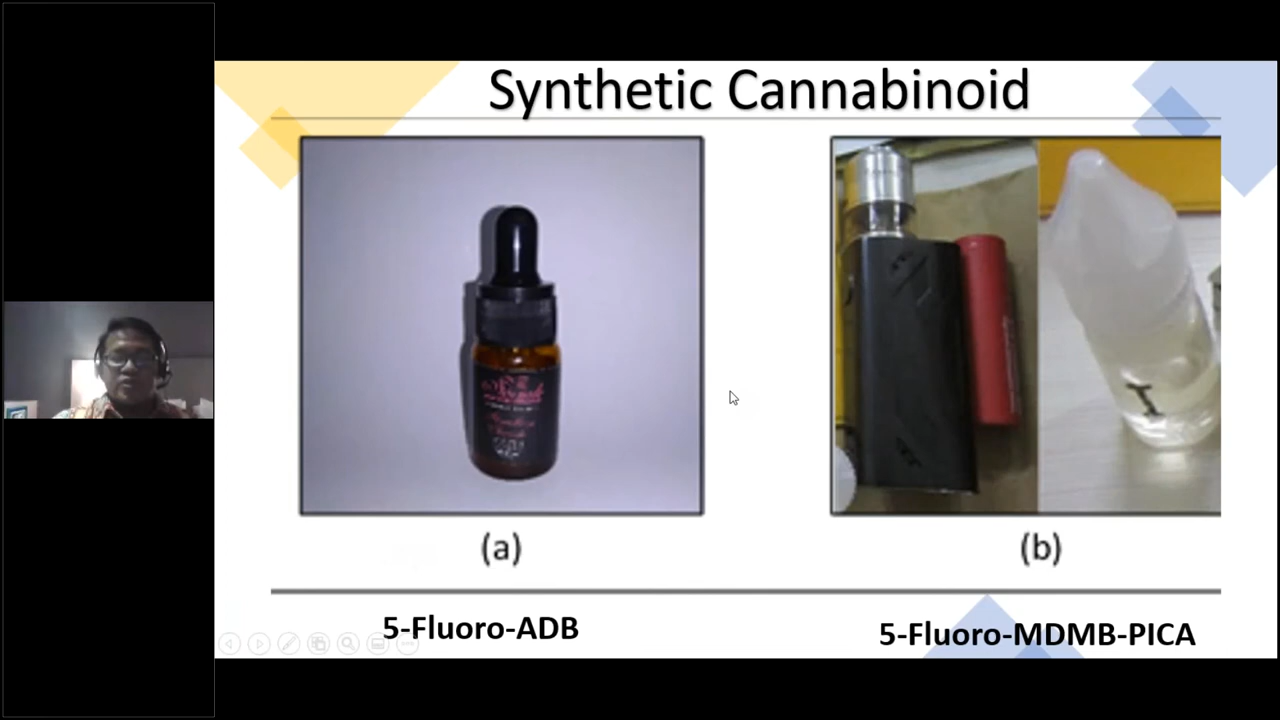 Synthetic Cannabinoid
I
(a)
(b)
5-Fluoro-ADB
5-Fluoro-MDMB-PICA